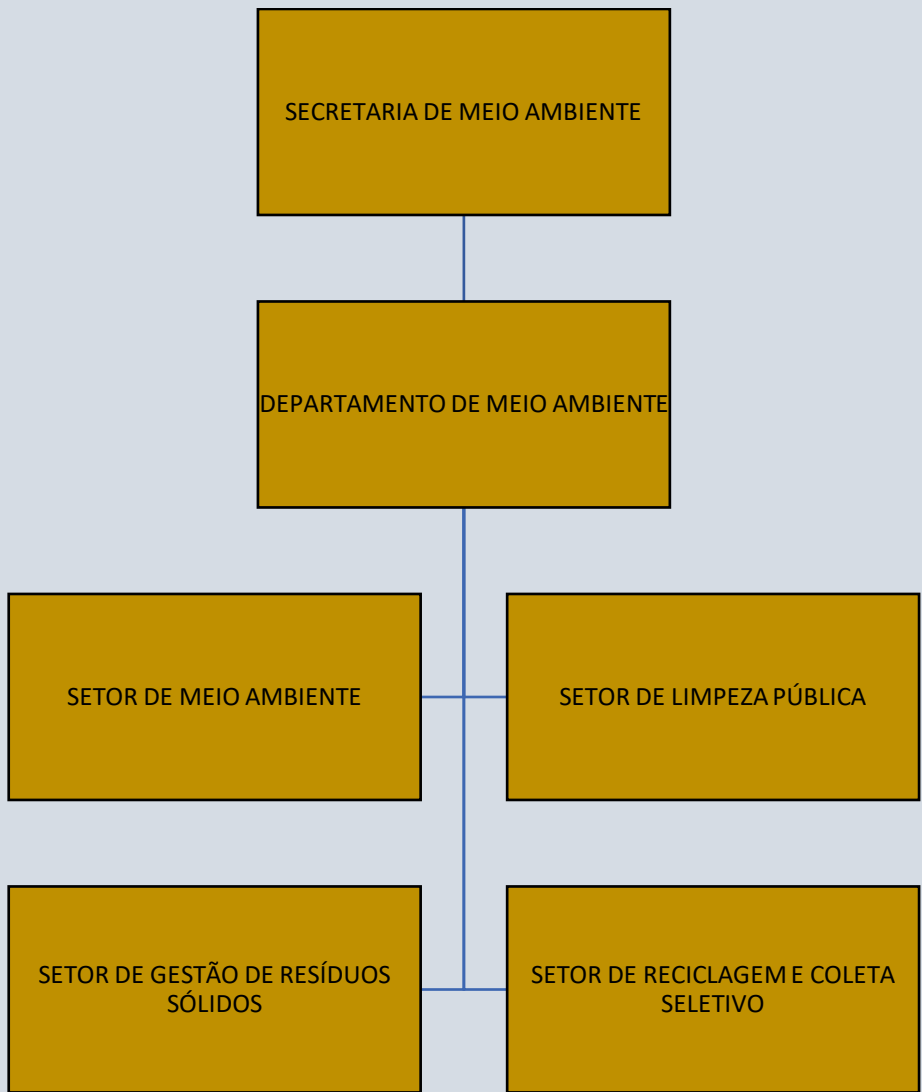 SECRETARIA DE MEIO AMBIENTE
DEPARTAMENTO DE MEIO AMBIENTE
SETOR DE MEIO AMBIENTE
SETOR DE LIMPEZA PÚBLICA
SETOR DE GESTÃO DE RESÍDUOS
SÓLIDOS
SETOR DE RECICLAGEM E COLETA
SELETIVO